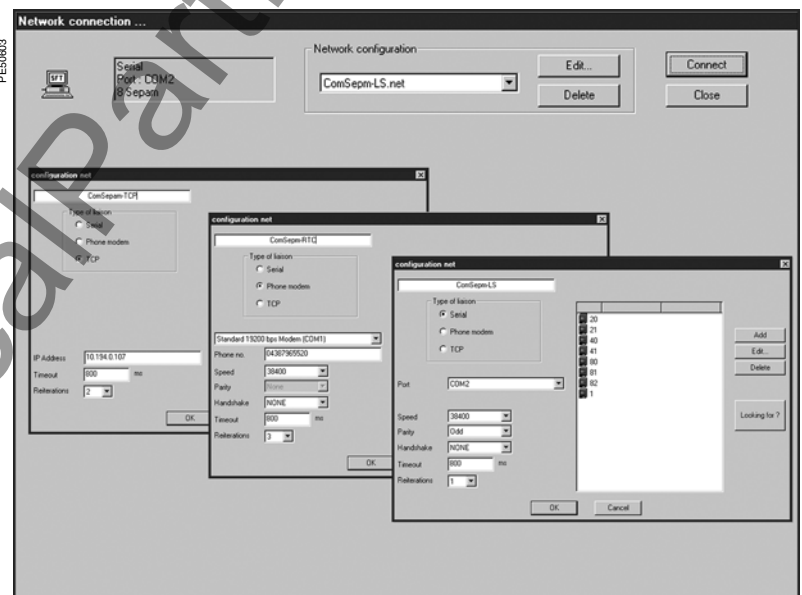 Network connection ...
PE50603
SFT
Serial
Port : COM2
8 Sepam
Network configuration
ComSepm-LS.net
Edit...
Delete
Connect
Close
configuration net
ComSepam-TCP
Type of liaison
Serial
Phone modem
TCP
IP Address 10.194.0.107
Timeout 800 ms
Reiterations 2
OK
configuration net
ComSepm-RTC
Type of liaison
Serial
Phone modem
TCP
Standard 19200 bps Modem (COM1)
Phone no. 04387965520
Speed 38400
Parity None
Handshake NONE
Timeout 800 ms
Reiterations 3
OK
configuration net
ComSepm-LS
Type of liaison
Serial
Phone modem
TCP
Port COM2
Speed 38400
Parity Odd
Handshake NONE
Timeout 800 ms
Reiterations 1
20
21
40
41
80
81
82
1
Add
Edit...
Delete
Looking for ?
OK
Cancel